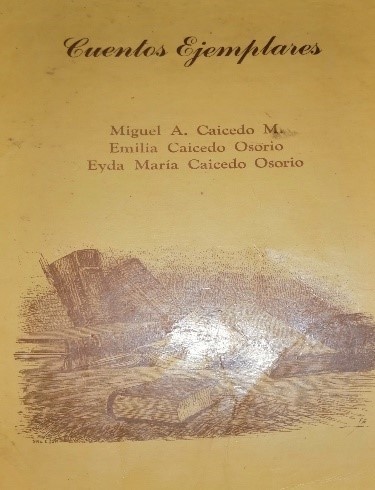 Cuentos Ejemplares
Miguel A. Caicedo M.
Emilia Caicedo Osorio
Eyda María Caicedo Osorio